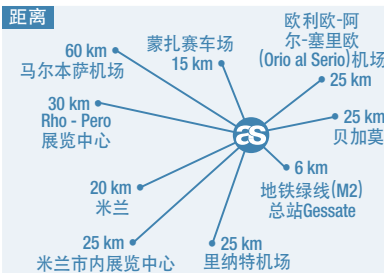 距离
60 km
马尔本萨机场
蒙扎赛车场
15 km
欧利欧-阿
尔-塞里欧
(Orio al Serio)机场
25 km
30 km
Rho - Pero
展览中心
25 km
贝加莫
as
6 km
地铁绿线(M2)
总站Gessate
20 km
米兰
25 km
米兰市内展览中心
25 km
里纳特机场